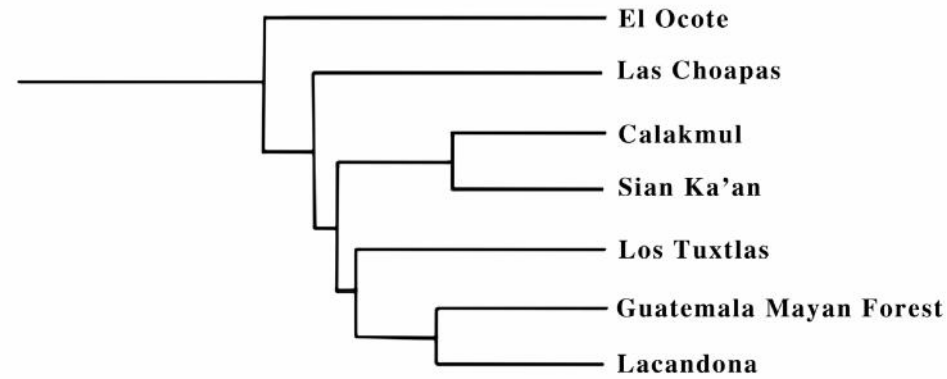 El Ocote
Las Choapas
Calakmul
Sian Ka’an
Los Tuxtlas
Guatemala Mayan Forest
Lacandona